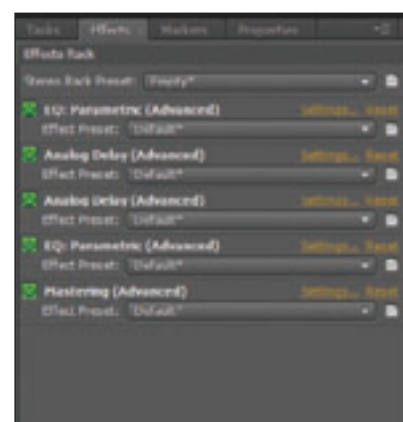 Tasks Effects Markers Properties
Effects Rack
Stereo Rack Preset: (Empty)*
EQ: Parametric (Advanced) Settings... Reset
Effect Preset: (Default)*
Analog Delay (Advanced) Settings... Reset
Effect Preset: (Default)*
Analog Delay (Advanced) Settings... Reset
Effect Preset: (Default)*
EQ: Parametric (Advanced) Settings... Reset
Effect Preset: (Default)*
Mastering (Advanced) Settings... Reset
Effect Preset: (Default)*